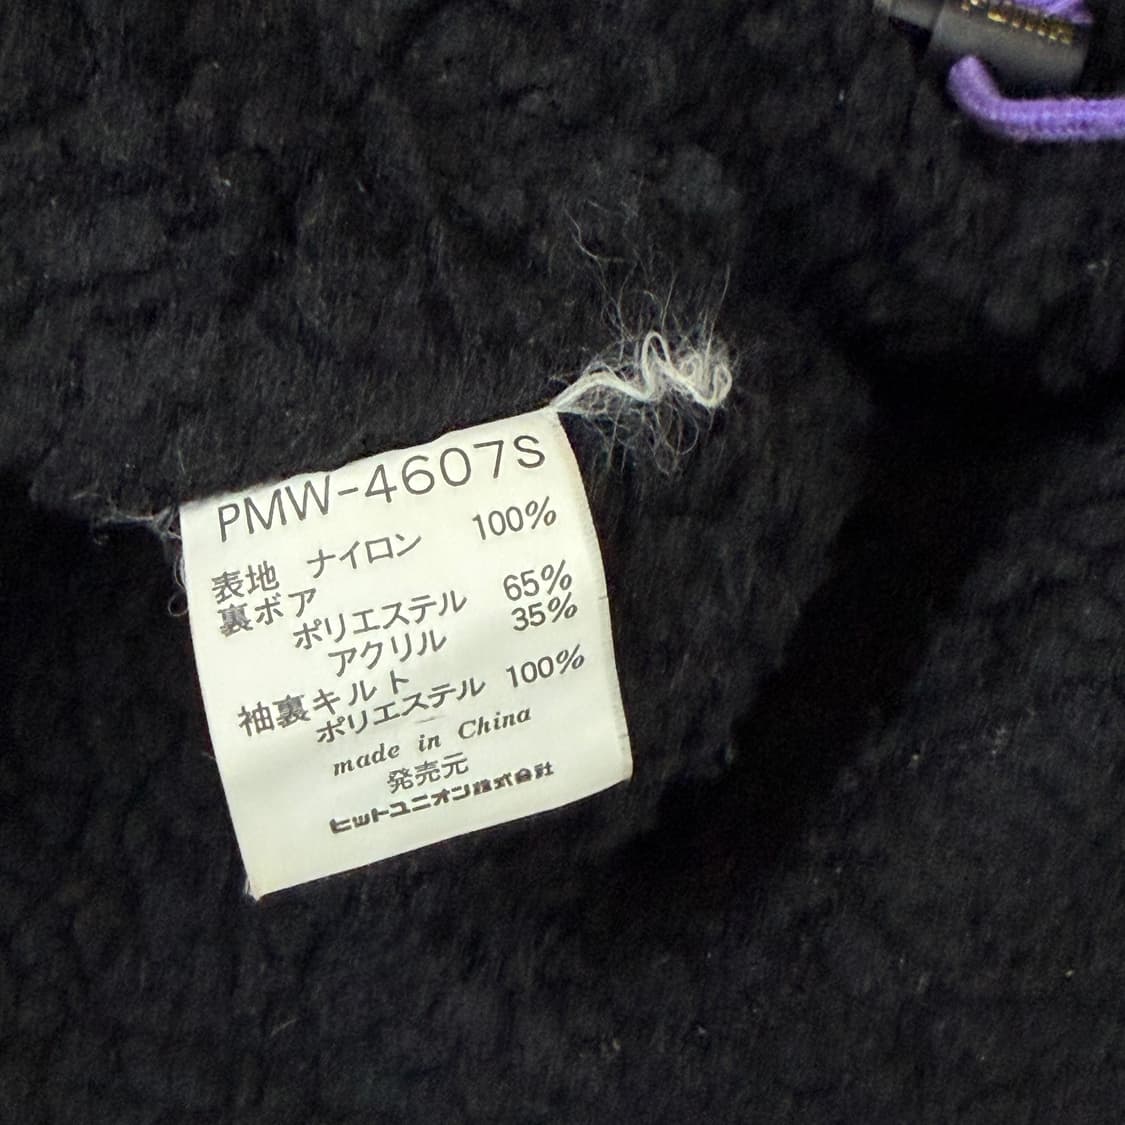 PMW-4607S
表地 ナイロン 100%
裏ボア
ポリエステル 65%
アクリル 35%
袖裏キルト
ポリエステル 100%
made in China
発売元
ヒットユニオン株式会社